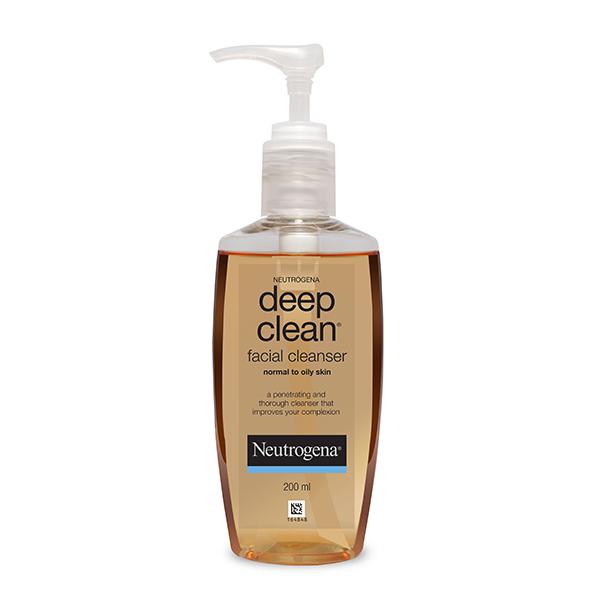 NEUTROGENA
deep
clean®
facial cleanser
normal to oily skin
a penetrating and
thorough cleanser that
improves your complexion
Neutrogena®
200 ml
164848